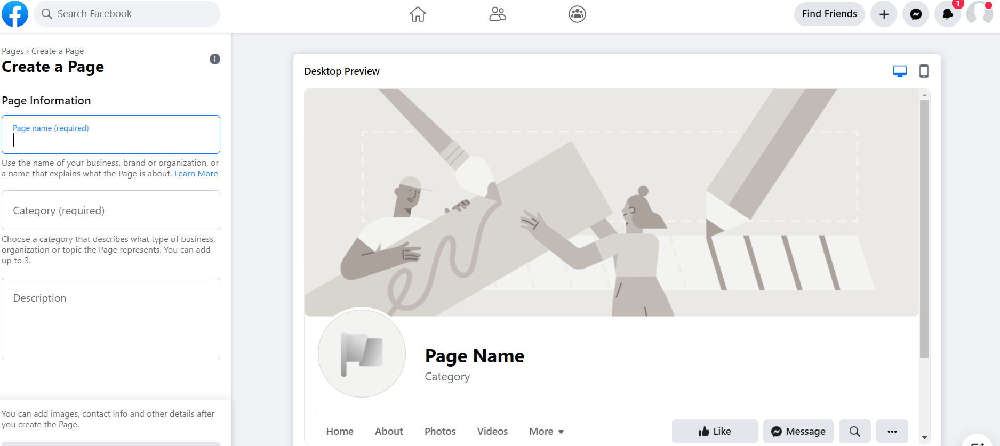 Search Facebook
Find Friends
1
Pages › Create a Page
Create a Page
Page Information
Page name (required)
Use the name of your business, brand or organization, or
a name that explains what the Page is about. Learn More
Category (required)
Choose a category that describes what type of business,
organization or topic the Page represents. You can add
up to 3.
Description
You can add images, contact info and other details after
you create the Page.
Desktop Preview
Page Name
Category
Home About Photos Videos More
Like Message